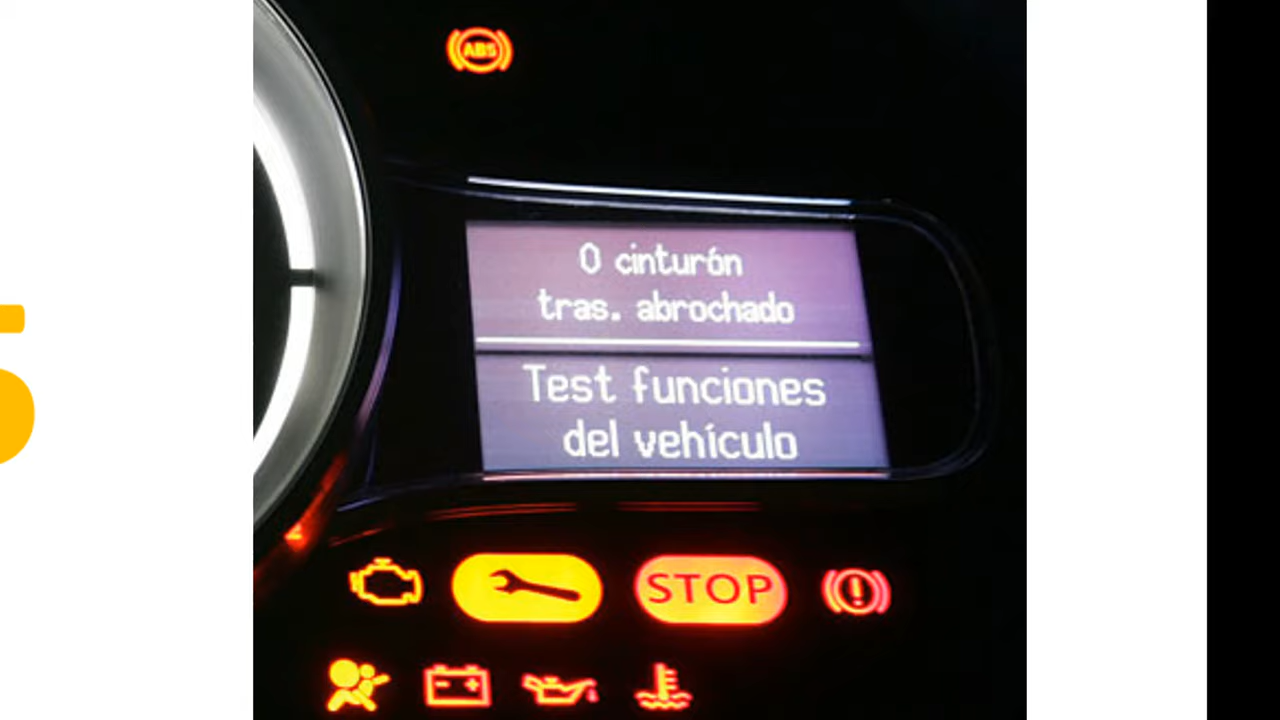 ABS
0 cinturón
tras. abrochado
Test funciones
del vehículo
STOP